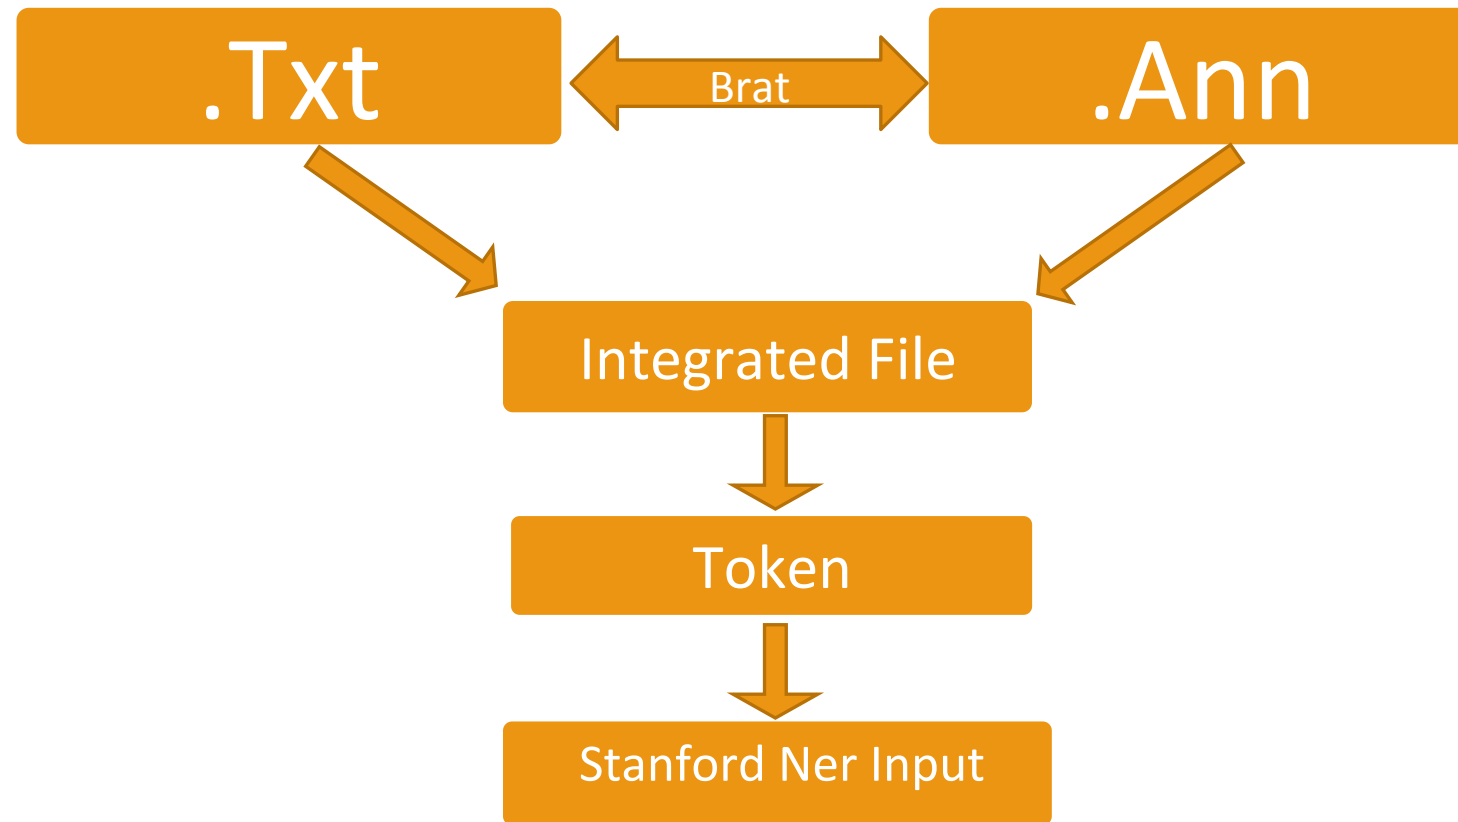 .Txt
Brat
.Ann
Integrated File
Token
Stanford Ner Input